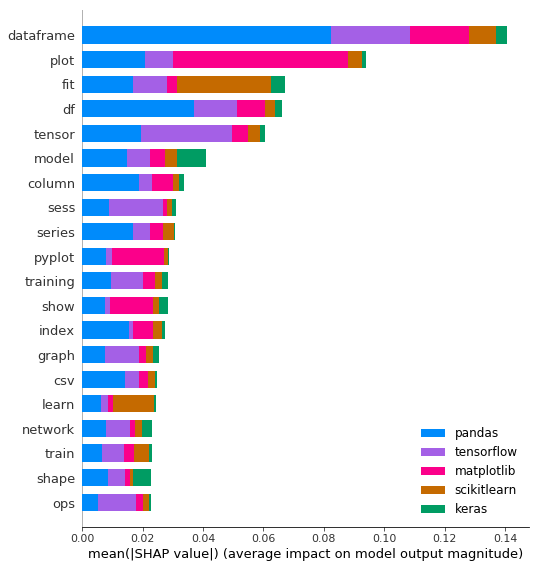 dataframe
plot
fit
df
tensor
model
column
sess
series
pyplot
training
show
index
graph
csv
learn
network
train
shape
ops
pandas
tensorflow
matplotlib
scikitlearn
keras
0.00 0.02 0.04 0.06 0.08 0.10 0.12 0.14
mean(|SHAP value|) (average impact on model output magnitude)